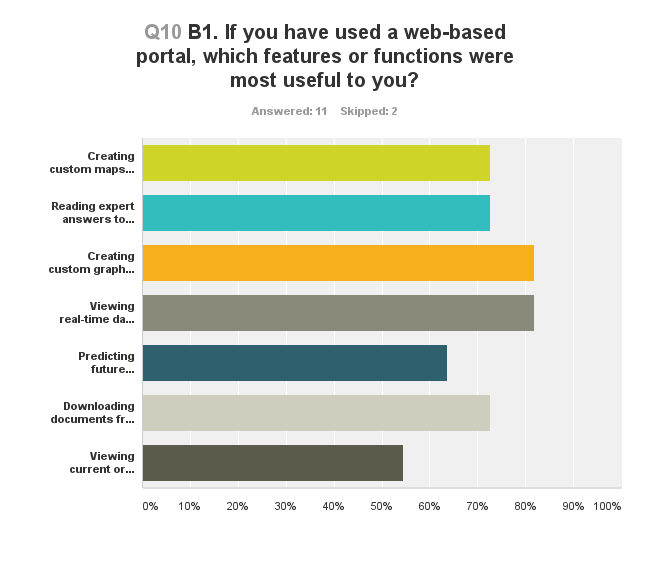 Q10 B1. If you have used a web-based
portal, which features or functions were
most useful to you?
Answered: 11 Skipped: 2
Creating
custom maps...
Reading expert
answers to...
Creating
custom graph...
Viewing
real-time da...
Predicting
future...
Downloading
documents fr...
Viewing
current or...
0% 10% 20% 30% 40% 50% 60% 70% 80% 90% 100%